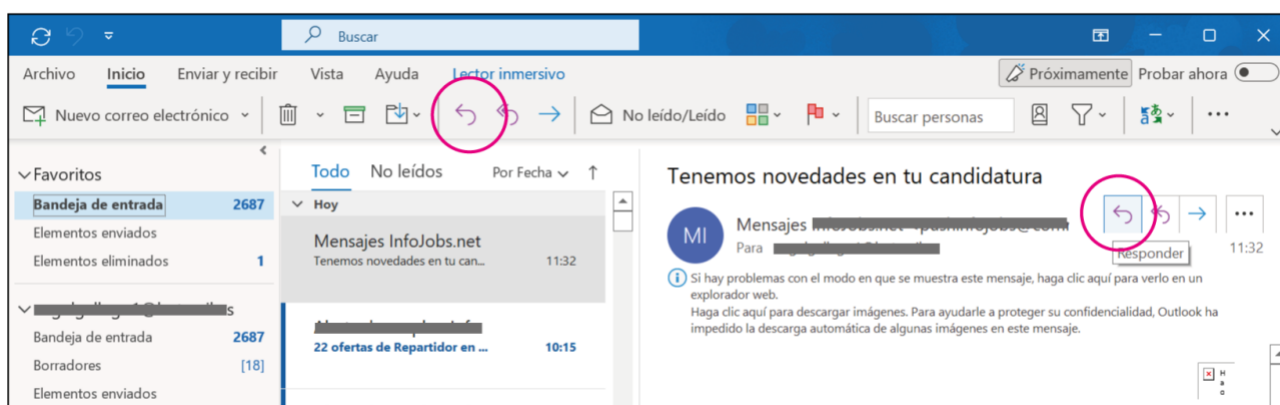 Buscar
Archivo Inicio Enviar y recibir Vista Ayuda Lector inmersivo Próximamente Probar ahora
Nuevo correo electrónico No leído/Leído Buscar personas
Favoritos
Bandeja de entrada 2687
Elementos enviados
Elementos eliminados 1
Bandeja de entrada 2687
Borradores [18]
Elementos enviados
Todo No leídos Por Fecha
Hoy
Mensajes InfoJobs.net
Tenemos novedades en tu can... 11:32
22 ofertas de Repartidor en ... 10:15
Tenemos novedades en tu candidatura
MI
Mensajes
Para
Responder
11:32
Si hay problemas con el modo en que se muestra este mensaje, haga clic aquí para verlo en un
explorador web.
Haga clic aquí para descargar imágenes. Para ayudarle a proteger su confidencialidad, Outlook ha
impedido la descarga automática de algunas imágenes en este mensaje.